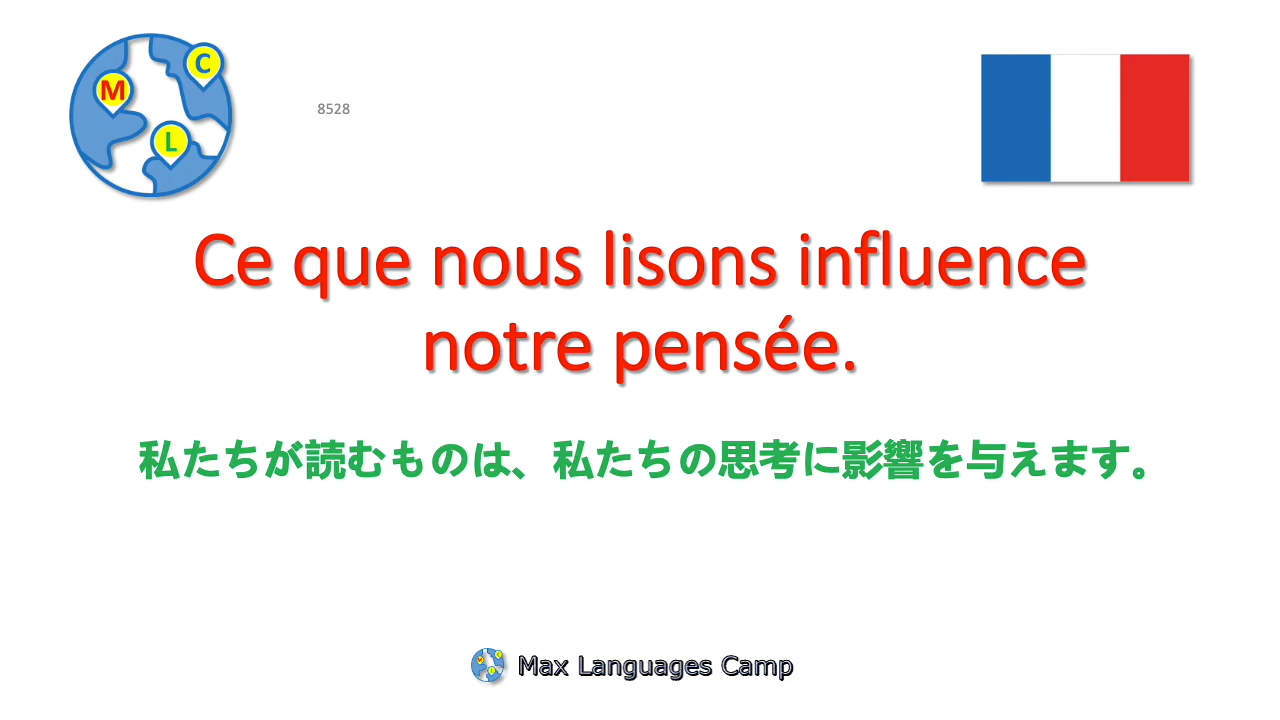 C
M
L
8528
Ce que nous lisons influence
notre pensée.
私たちが読むものは、私たちの思考に影響を与えます。
Max Languages Camp